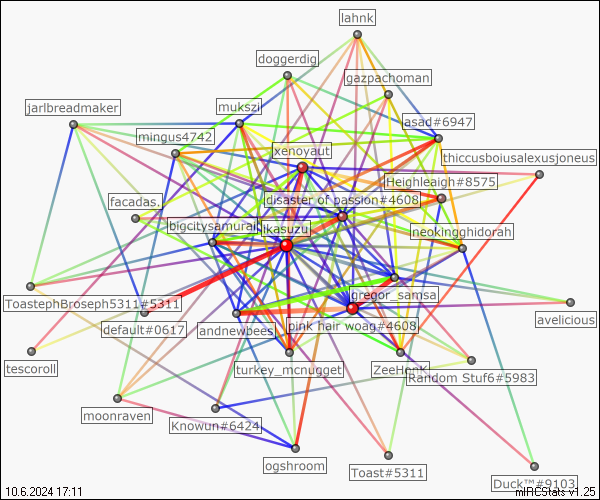 lahnk
doggerdig
gazpachoman
jarlbreadmaker
mukszi
asad#6947
mingus4742
xenoyaut
thiccusboiusalexusjoneus
Heighleaigh#8575
facadas.
disaster of passion#4608
bigcitysamurai
ikasuzu
neokingghidorah
ToastephBroseph5311#5311
gregor_samsa
default#0617
andnewbees
pink hair woag#4608
avelicious
tescoroll
turkey_mcnugget
ZeeHonK
Random Stuf6#5983
moonraven
Knowun#6424
ogshroom
Toast#5311
Duck™#9103
10.6.2024 17:11
mIRCStats v1.25